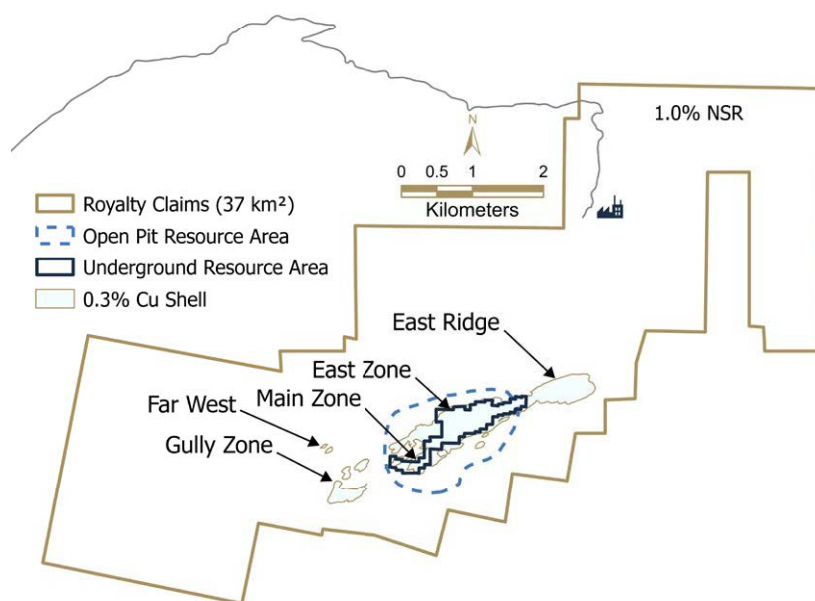 1.0% NSR
N
0 0.5 1 2
Kilometers
Royalty Claims (37 km²)
Open Pit Resource Area
Underground Resource Area
0.3% Cu Shell
East Ridge
East Zone
Main Zone
Far West
Gully Zone